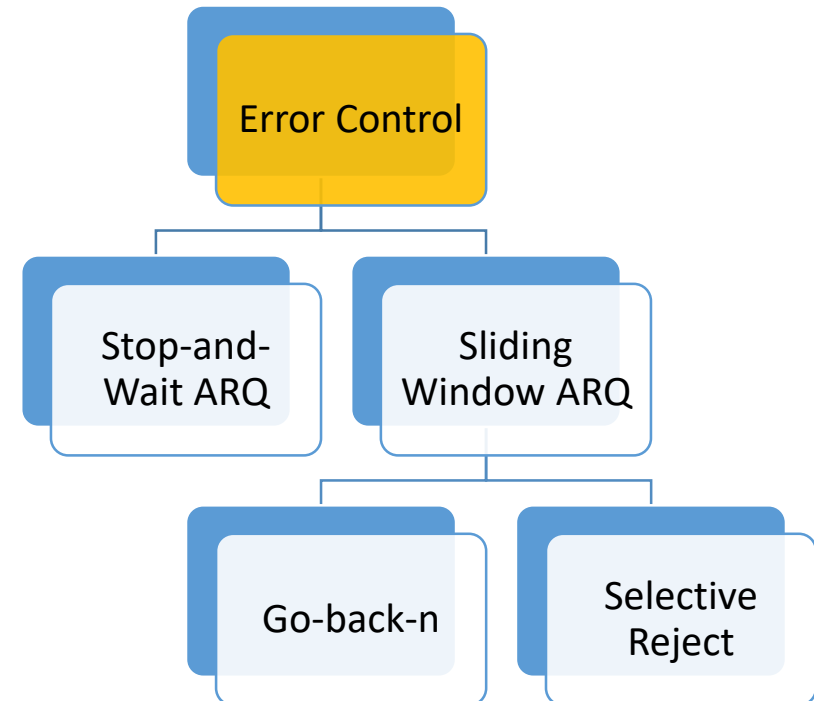 Error Control
Stop-and-
Wait ARQ
Sliding
Window ARQ
Go-back-n
Selective
Reject